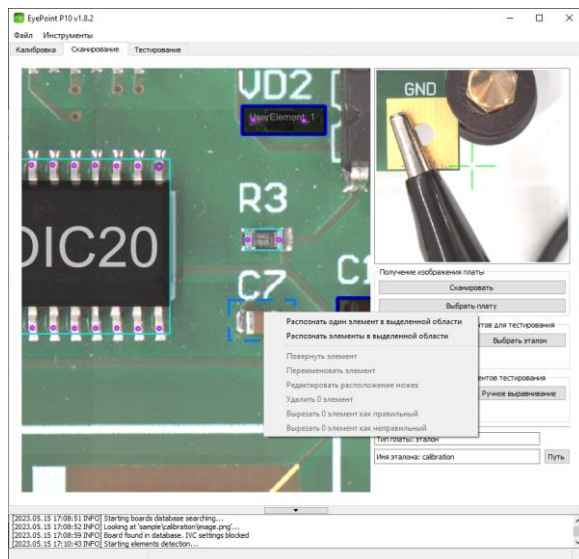 EyePoint P10 v1.8.2
Файл Инструменты
Калибровка Сканирование Тестирование
VD2
UserElement_1
GND
R3
DIC20
C7
C1
Получение изображения платы
Сканировать
Выбрать плату
нтов для тестирования
Выбрать эталон
ентов тестирования
Ручное выравнивание
Распознать один элемент в выделенной области
Распознать элементы в выделенной области
Повернуть элемент
Переименовать элемент
Редактировать расположение ножек
Удалить 0 элемент
Вырезать 0 элемент как правильный
Вырезать 0 элемент как неправильный
Тип платы: эталон
Имя эталона: calibration
Путь
[2023.05.15 17:08:51 INFO] Starting boards database searching...
[2023.05.15 17:08:52 INFO] Looking at 'sample\calibration\image.png'...
[2023.05.15 17:08:59 INFO] Board found in database. IVC settings blocked
[2023.05.15 17:10:43 INFO] Starting elements detection...